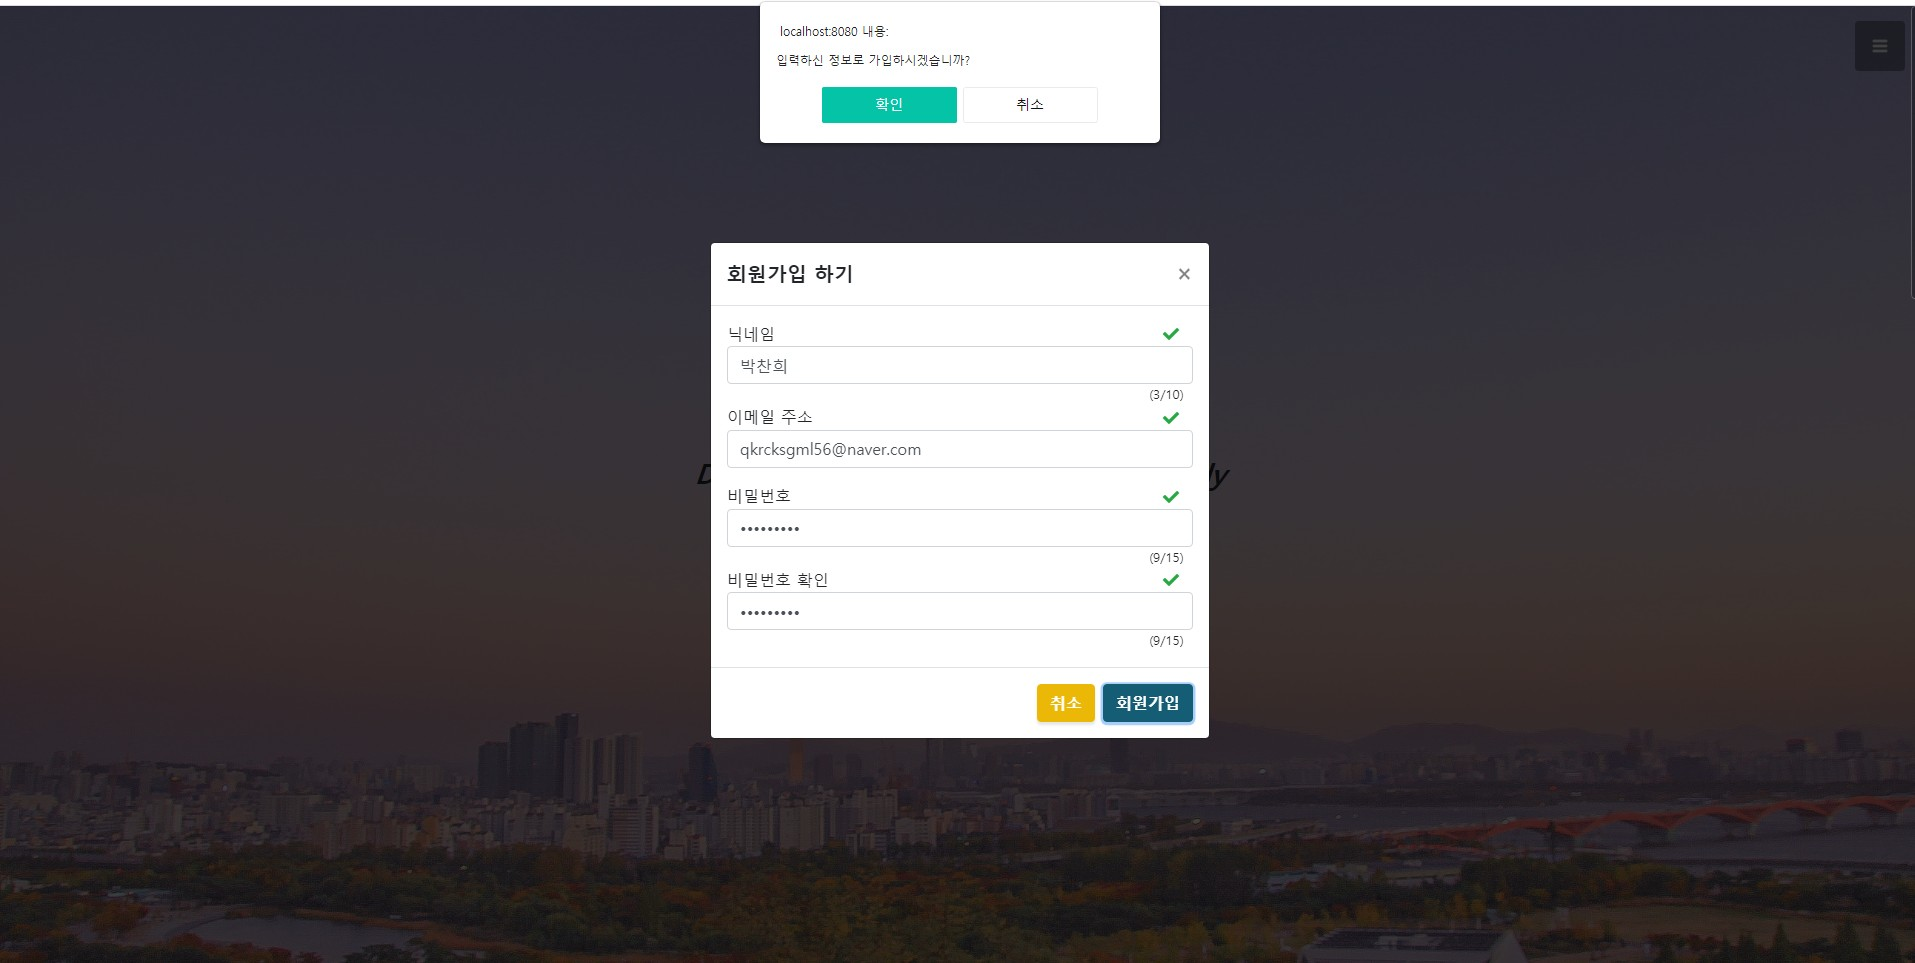 localhost:8080 내용:
입력하신 정보로 가입하시겠습니까?
확인 취소
회원가입 하기 ×
닉네임
박찬희
(3/10)
이메일 주소
qkrcksgml56@naver.com
비밀번호
•••••••••
(9/15)
비밀번호 확인
•••••••••
(9/15)
취소 회원가입